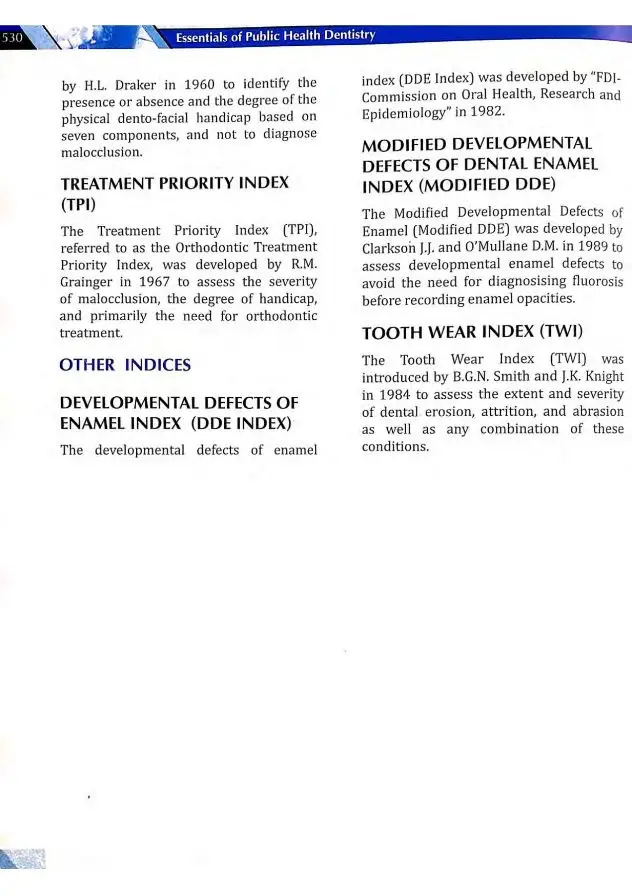 530
Essentials of Public Health Dentistry
by H.L. Draker in 1960 to identify the
presence or absence and the degree of the
physical dento-facial handicap based on
seven components, and not to diagnose
malocclusion.
TREATMENT PRIORITY INDEX
(TPI)
The Treatment Priority Index (TPI),
referred to as the Orthodontic Treatment
Priority Index, was developed by R.M.
Grainger in 1967 to assess the severity
of malocclusion, the degree of handicap,
and primarily the need for orthodontic
treatment.
OTHER INDICES
DEVELOPMENTAL DEFECTS OF
ENAMEL INDEX (DDE INDEX)
The developmental defects of enamel
index (DDE Index) was developed by "FDI-
Commission on Oral Health, Research and
Epidemiology" in 1982.
MODIFIED DEVELOPMENTAL
DEFECTS OF DENTAL ENAMEL
INDEX (MODIFIED DDE)
The Modified Developmental Defects of
Enamel (Modified DDE) was developed by
Clarkson J.J. and O'Mullane D.M. in 1989 to
assess developmental enamel defects to
avoid the need for diagnosising fluorosis
before recording enamel opacities.
TOOTH WEAR INDEX (TWI)
The Tooth Wear Index (TWI) was
introduced by B.G.N. Smith and J.K. Knight
in 1984 to assess the extent and severity
of dental erosion, attrition, and abrasion
as well as any combination of these
conditions.